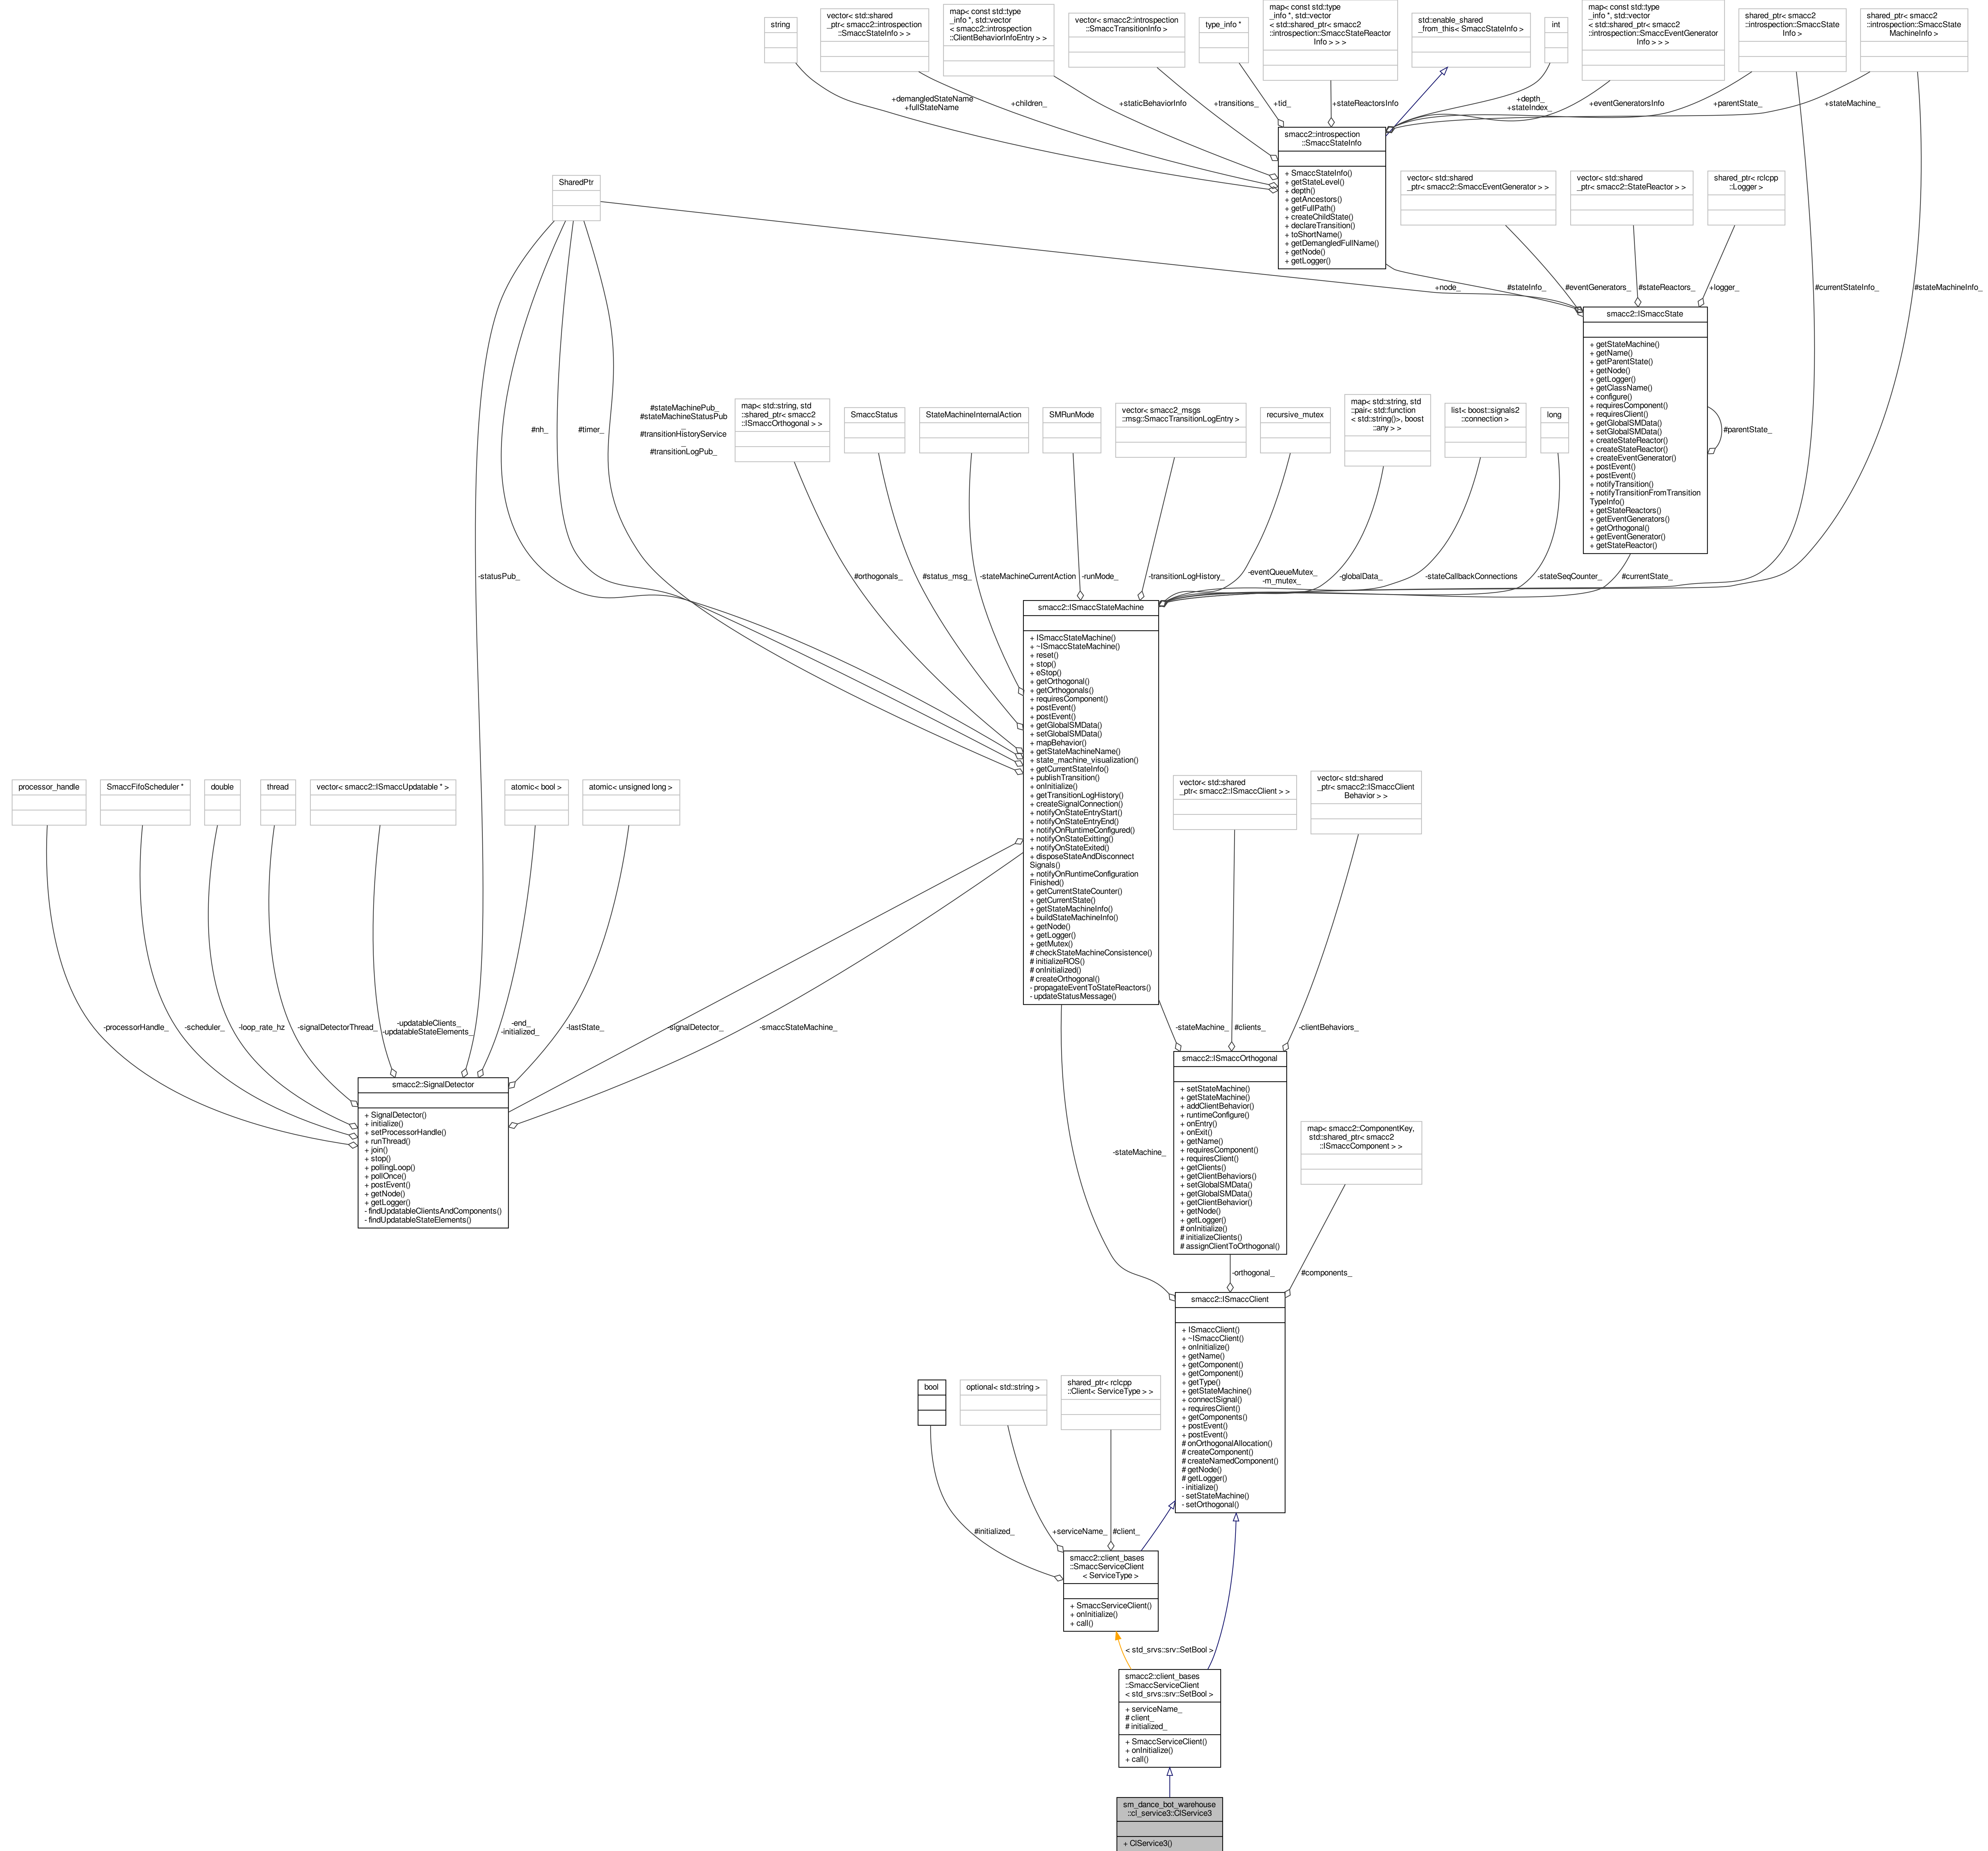 string
vector< std::shared
_ptr< smacc2::introspection
::SmaccStateInfo > >
map< const std::type
_info *, std::vector
< smacc2::introspection
::ClientBehaviorInfoEntry > >
vector< smacc2::introspection
::SmaccTransitionInfo >
type_info *
map< const std::type
_info *, std::vector
< std::shared_ptr< smacc2
::introspection::SmaccStateReactor
Info > > >
std::enable_shared
_from_this< SmaccStateInfo >
int
map< const std::type
_info *, std::vector
< std::shared_ptr< smacc2
::introspection::SmaccEventGenerator
Info > > >
shared_ptr< smacc2
::introspection::SmaccState
Info >
shared_ptr< smacc2
::introspection::SmaccState
MachineInfo >
+demangledStateName
+fullStateName
+children_
+staticBehaviorInfo
+transitions_
+tid_
+stateReactorsInfo
+depth_
+stateIndex_
+eventGeneratorsInfo
+parentState_
+stateMachine_
smacc2::introspection
::SmaccStateInfo
+ SmaccStateInfo()
+ getStateLevel()
+ depth()
+ getAncestors()
+ getFullPath()
+ createChildState()
+ declareTransition()
+ toShortName()
+ getDemangledFullName()
+ getNode()
+ getLogger()
SharedPtr
vector< std::shared
_ptr< smacc2::SmaccEventGenerator > >
vector< std::shared
_ptr< smacc2::StateReactor > >
shared_ptr< rclcpp
::Logger >
+node_
#stateInfo_
#eventGenerators_
#stateReactors_
+logger_
#currentStateInfo_
#stateMachineInfo_
smacc2::ISmaccState
+ getStateMachine()
+ getName()
+ getParentState()
+ getNode()
+ getLogger()
+ getClassName()
+ configure()
+ requiresComponent()
+ requiresClient()
+ getGlobalSMData()
+ setGlobalSMData()
+ createStateReactor()
+ createStateReactor()
+ createEventGenerator()
+ postEvent()
+ postEvent()
+ notifyTransition()
+ notifyTransitionFromTransition
TypeInfo()
+ getStateReactors()
+ getEventGenerators()
+ getOrthogonal()
+ getEventGenerator()
+ getStateReactor()
#parentState_
#nh_
#timer_
#stateMachinePub_
#stateMachineStatusPub
_
#transitionHistoryService
_
#transitionLogPub_
map< std::string, std
::shared_ptr< smacc2
::ISmaccOrthogonal > >
SmaccStatus
StateMachineInternalAction
SMRunMode
vector< smacc2_msgs
::msg::SmaccTransitionLogEntry >
recursive_mutex
map< std::string, std
::pair< std::function
< std::string()>, boost
::any > >
list< boost::signals2
::connection >
long
-statusPub_
#orthogonals_
#status_msg_
-stateMachineCurrentAction
-runMode_
-transitionLogHistory_
-eventQueueMutex_
-m_mutex_
-globalData_
-stateCallbackConnections
-stateSeqCounter_
#currentState_
smacc2::ISmaccStateMachine
+ ISmaccStateMachine()
+ ~ISmaccStateMachine()
+ reset()
+ stop()
+ eStop()
+ getOrthogonal()
+ getOrthogonals()
+ requiresComponent()
+ postEvent()
+ postEvent()
+ getGlobalSMData()
+ setGlobalSMData()
+ mapBehavior()
+ getStateMachineName()
+ state_machine_visualization()
+ getCurrentStateInfo()
+ publishTransition()
+ onInitialize()
+ getTransitionLogHistory()
+ createSignalConnection()
+ notifyOnStateEntryStart()
+ notifyOnStateEntryEnd()
+ notifyOnRuntimeConfigured()
+ notifyOnStateExitting()
+ notifyOnStateExited()
+ disposeStateAndDisconnect
Signals()
+ notifyOnRuntimeConfiguration
Finished()
+ getCurrentStateCounter()
+ getCurrentState()
+ getStateMachineInfo()
+ buildStateMachineInfo()
+ getNode()
+ getLogger()
+ getMutex()
# checkStateMachineConsistence()
# initializeROS()
# onInitialized()
# createOrthogonal()
- propagateEventToStateReactors()
- updateStatusMessage()
processor_handle
SmaccFifoScheduler *
double
thread
vector< smacc2::ISmaccUpdatable * >
atomic< bool >
atomic< unsigned long >
vector< std::shared
_ptr< smacc2::ISmaccClient > >
vector< std::shared
_ptr< smacc2::ISmaccClient
Behavior > >
-processorHandle_
-scheduler_
-loop_rate_hz
-signalDetectorThread_
-updatableClients_
-updatableStateElements_
-end_
-initialized_
-lastState_
-signalDetector_
-smaccStateMachine_
-stateMachine_
#clients_
-clientBehaviors_
smacc2::SignalDetector
+ SignalDetector()
+ initialize()
+ setProcessorHandle()
+ runThread()
+ join()
+ stop()
+ pollingLoop()
+ pollOnce()
+ postEvent()
+ getNode()
+ getLogger()
- findUpdatableClientsAndComponents()
- findUpdatableStateElements()
smacc2::ISmaccOrthogonal
+ setStateMachine()
+ getStateMachine()
+ addClientBehavior()
+ runtimeConfigure()
+ onEntry()
+ onExit()
+ getName()
+ requiresComponent()
+ requiresClient()
+ getClients()
+ getClientBehaviors()
+ setGlobalSMData()
+ getGlobalSMData()
+ getClientBehavior()
+ getNode()
+ getLogger()
# onInitialize()
# initializeClients()
# assignClientToOrthogonal()
map< smacc2::ComponentKey,
std::shared_ptr< smacc2
::ISmaccComponent > >
-stateMachine_
-orthogonal_
#components_
smacc2::ISmaccClient
+ ISmaccClient()
+ ~ISmaccClient()
+ onInitialize()
+ getName()
+ getComponent()
+ getComponent()
+ getType()
+ getStateMachine()
+ connectSignal()
+ requiresClient()
+ getComponents()
+ postEvent()
+ postEvent()
# onOrthogonalAllocation()
# createComponent()
# createNamedComponent()
# getNode()
# getLogger()
- initialize()
- setStateMachine()
- setOrthogonal()
bool
optional< std::string >
shared_ptr< rclcpp
::Client< ServiceType > >
#initialized_
+serviceName_
#client_
smacc2::client_bases
::SmaccServiceClient
< ServiceType >
+ SmaccServiceClient()
+ onInitialize()
+ call()
< std_srvs::srv::SetBool >
smacc2::client_bases
::SmaccServiceClient
< std_srvs::srv::SetBool >
+ serviceName_
# client_
# initialized_
+ SmaccServiceClient()
+ onInitialize()
+ call()
sm_dance_bot_warehouse
::cl_service3::ClService3
+ ClService3()